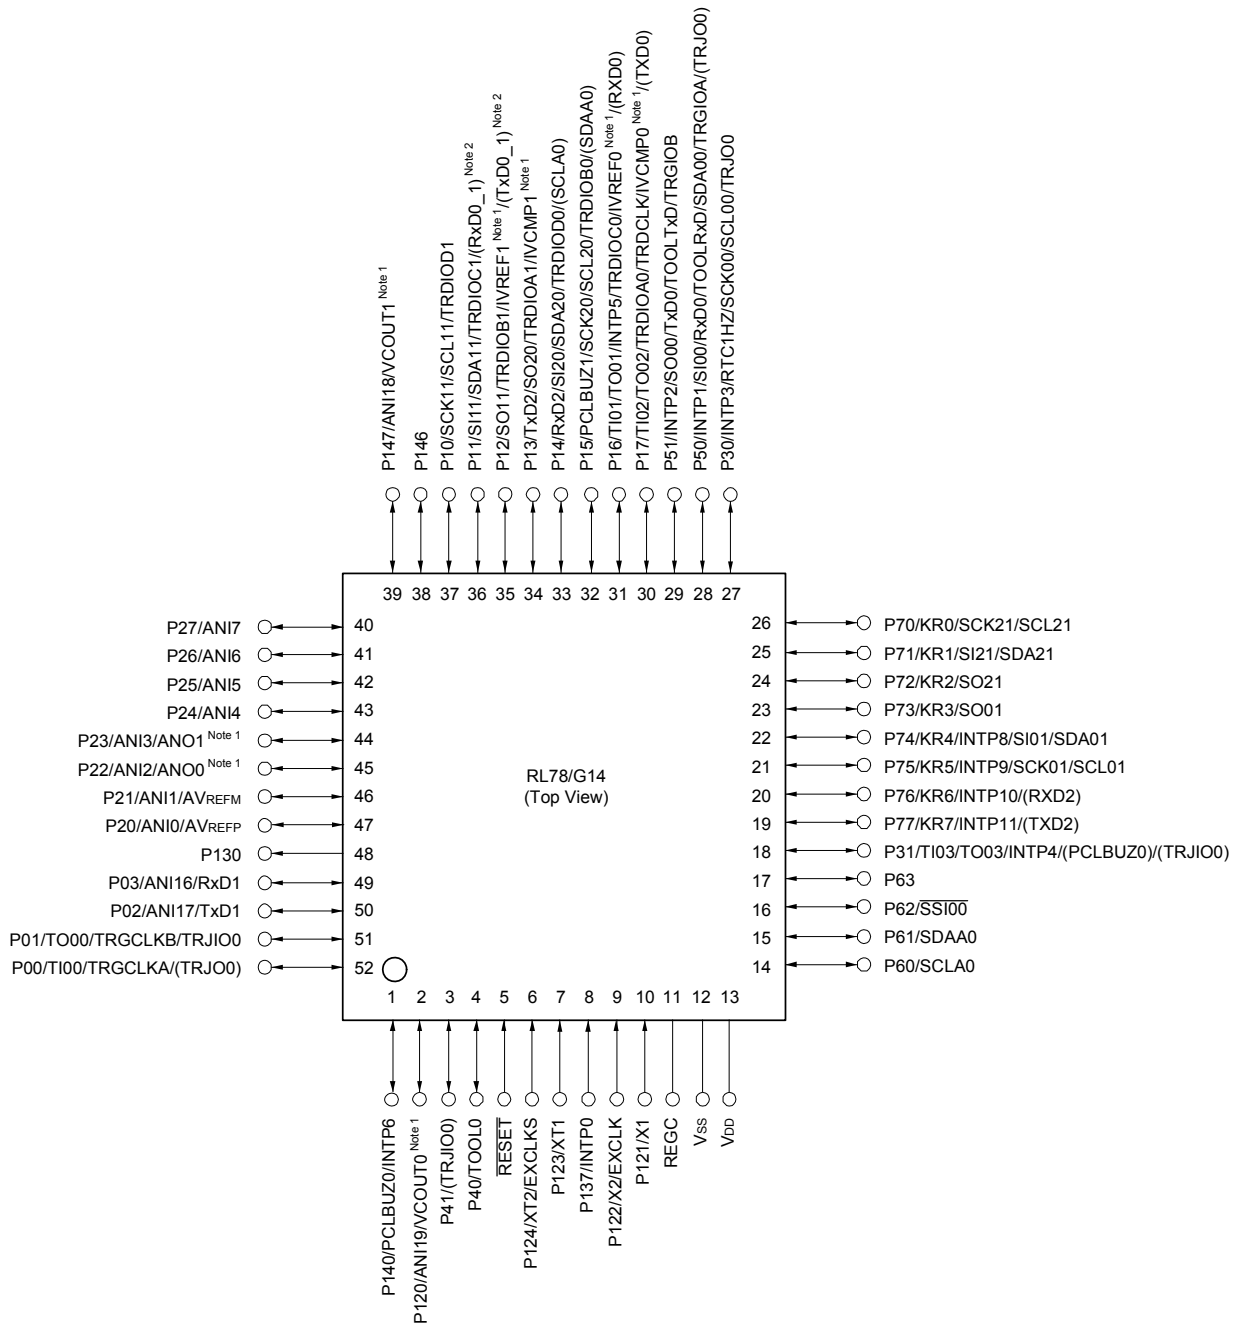 P147/ANI18/VCOUT1 Note 1
P146
P10/SCK11/SCL11/TRDIOD1
P11/SI11/SDA11/TRDIOC1/(RxD0_1) Note 2
P12/SO11/TRDIOB1/IVREF1 Note 1/(TxD0_1) Note 2
P13/TxD2/SO20/TRDIOA1/IVCMP1 Note 1
P14/RxD2/SI20/SDA20/TRDIOD0/(SCLA0)
P15/PCLBUZ1/SCK20/SCL20/TRDIOB0/(SDAA0)
P16/TI01/TO01/INTP5/TRDIOC0/IVREF0 Note 1/(RXD0)
P17/TI02/TO02/TRDIOA0/TRDCLK/IVCMP0 Note 1/(TXD0)
P51/INTP2/SO00/TxD0/TOOLTxD/TRGIOB
P50/INTP1/SI00/RxD0/TOOLRxD/SDA00/TRGIOA/(TRJO0)
P30/INTP3/RTC1HZ/SCK00/SCL00/TRJO0
39 38 37 36 35 34 33 32 31 30 29 28 27
P27/ANI7 40
P26/ANI6 41
P25/ANI5 42
P24/ANI4 43
P23/ANI3/ANO1 Note 1 44
P22/ANI2/ANO0 Note 1 45
P21/ANI1/AVREFM 46
P20/ANI0/AVREFP 47
P130 48
P03/ANI16/RxD1 49
P02/ANI17/TxD1 50
P01/TO00/TRGCLKB/TRJIO0 51
P00/TI00/TRGCLKA/(TRJO0) 52
RL78/G14
(Top View)
26 P70/KR0/SCK21/SCL21
25 P71/KR1/SI21/SDA21
24 P72/KR2/SO21
23 P73/KR3/SO01
22 P74/KR4/INTP8/SI01/SDA01
21 P75/KR5/INTP9/SCK01/SCL01
20 P76/KR6/INTP10/(RXD2)
19 P77/KR7/INTP11/(TXD2)
18 P31/TI03/TO03/INTP4/(PCLBUZ0)/(TRJIO0)
17 P63
16 P62/SSI00
15 P61/SDAA0
14 P60/SCLA0
1 2 3 4 5 6 7 8 9 10 11 12 13
P140/PCLBUZ0/INTP6
P120/ANI19/VCOUT0 Note 1
P41/(TRJIO0)
P40/TOOL0
RESET
P124/XT2/EXCLKS
P123/XT1
P137/INTP0
P122/X2/EXCLK
P121/X1
REGC
VSS
VDD